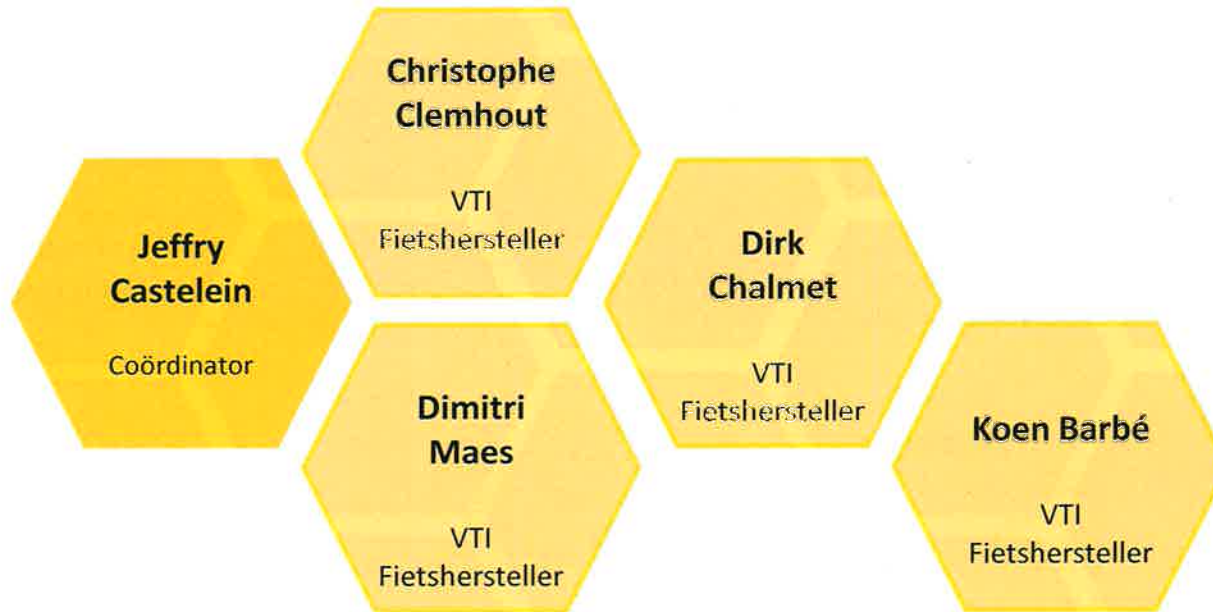 Christophe
Clemhout
VTI
Fietshersteller
Jeffry
Castelein
Coördinator
Dirk
Chalmet
VTI
Fietshersteller
Dimitri
Maes
VTI
Fietshersteller
Koen Barbé
VTI
Fietshersteller